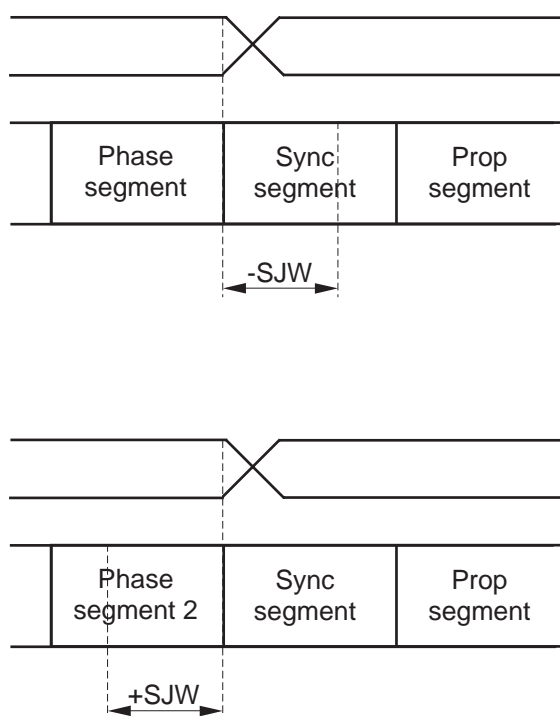 Phase
segment
Sync
segment
Prop
segment
-SJW
Phase
segment 2
Sync
segment
Prop
segment
+SJW